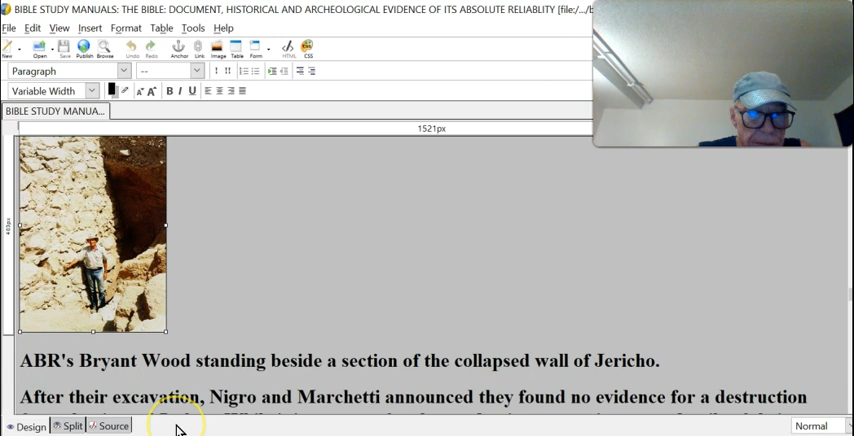 BIBLE STUDY MANUALS: THE BIBLE: DOCUMENT, HISTORICAL AND ARCHEOLOGICAL EVIDENCE OF ITS ABSOLUTE RELIABLITY [file:/.../b
File Edit View Insert Format Table Tools Help
New Open Save Publish Browse Undo Redo Anchor Link Image Table Form HTML CSS
Paragraph --
Variable Width A A B I U
BIBLE STUDY MANUA...
1521px
ABR's Bryant Wood standing beside a section of the collapsed wall of Jericho.
After their excavation, Nigro and Marchetti announced they found no evidence for a destruction
Design Split Source Normal